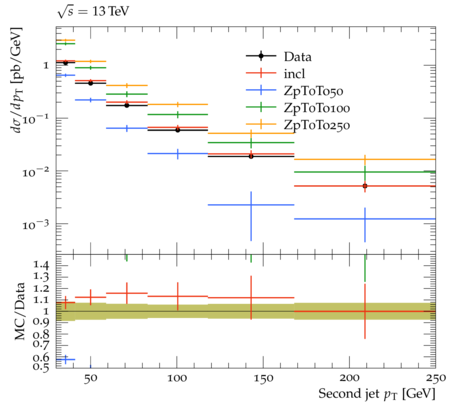 √s = 13 TeV
dσ/dpT [pb/GeV]
1
10⁻¹
10⁻²
10⁻³
Data
incl
ZpToTo50
ZpToTo100
ZpToTo250
MC/Data
1.4
1.3
1.2
1.1
1
0.9
0.8
0.7
0.6
0.5
50 100 150 200 250
Second jet pT [GeV]